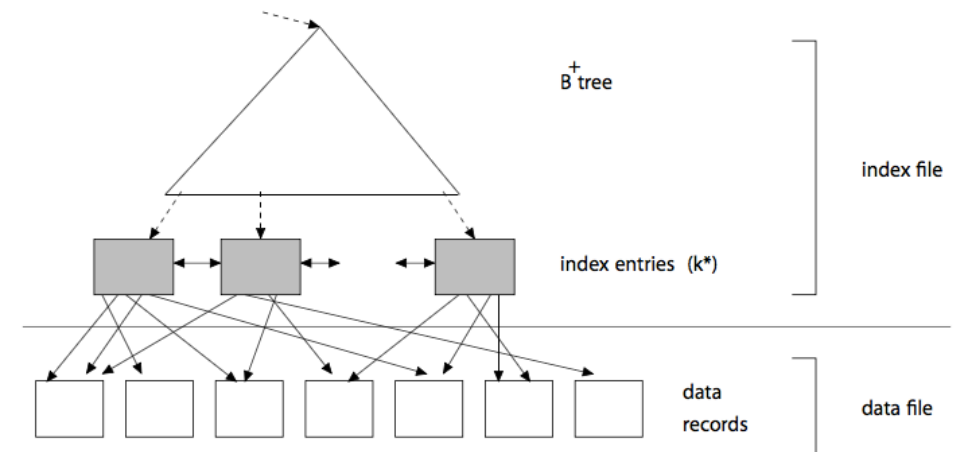 B+ tree
index file
index entries (k*)
data
records
data file